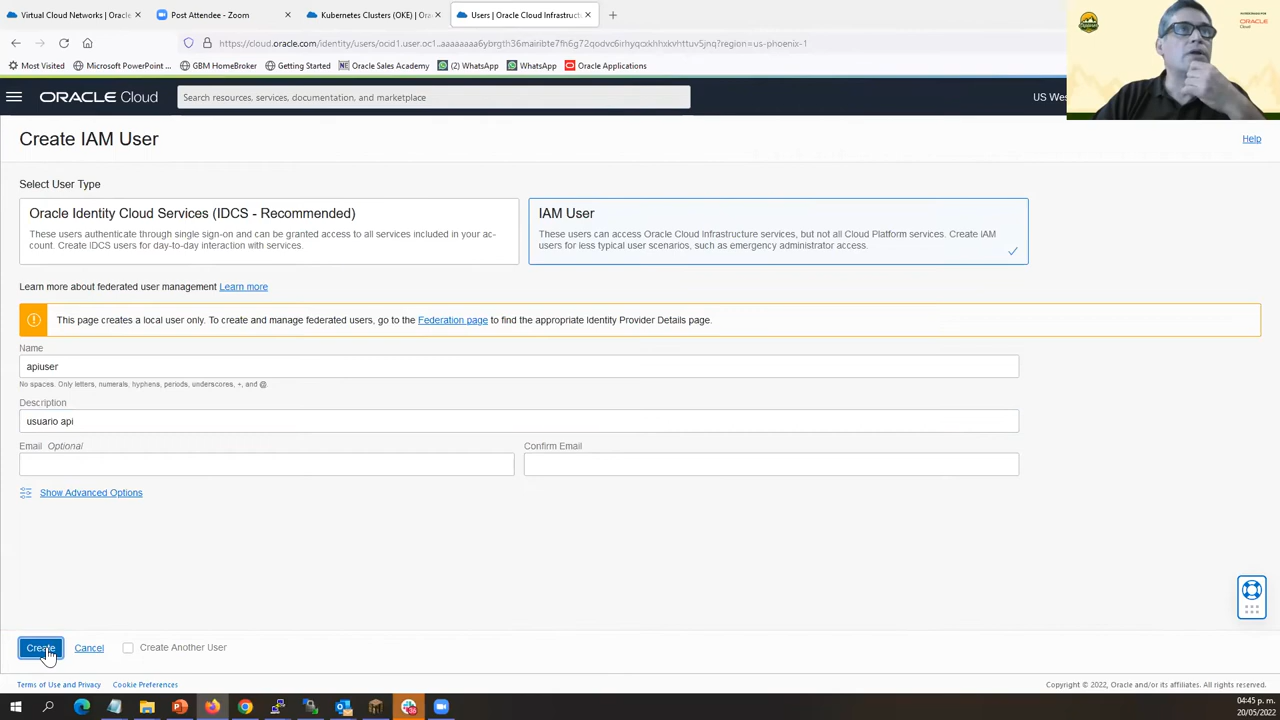 Virtual Cloud Networks | Oracle
Post Attendee - Zoom
Kubernetes Clusters (OKE) | Orac
Users | Oracle Cloud Infrastruct
Most Visited
Microsoft PowerPoint ...
GBM HomeBroker
Getting Started
Oracle Sales Academy
(2) WhatsApp
WhatsApp
Oracle Applications
ORACLE Cloud
Search resources, services, documentation, and marketplace
US Wes
Create IAM User
Help
Select User Type
Oracle Identity Cloud Services (IDCS - Recommended)
These users authenticate through single sign-on and can be granted access to all services included in your ac-
count. Create IDCS users for day-to-day interaction with services.
IAM User
These users can access Oracle Cloud Infrastructure services, but not all Cloud Platform services. Create IAM
users for less typical user scenarios, such as emergency administrator access.
Learn more about federated user management Learn more
This page creates a local user only. To create and manage federated users, go to the Federation page to find the appropriate Identity Provider Details page.
Name
apiuser
No spaces. Only letters, numerals, hyphens, periods, underscores, +, and @.
Description
usuario api
Email Optional
Confirm Email
Show Advanced Options
Create
Cancel
Create Another User
Terms of Use and Privacy
Cookie Preferences
Copyright © 2022, Oracle and/or its affiliates. All rights reserved.
04:45 p. m.
20/05/2022